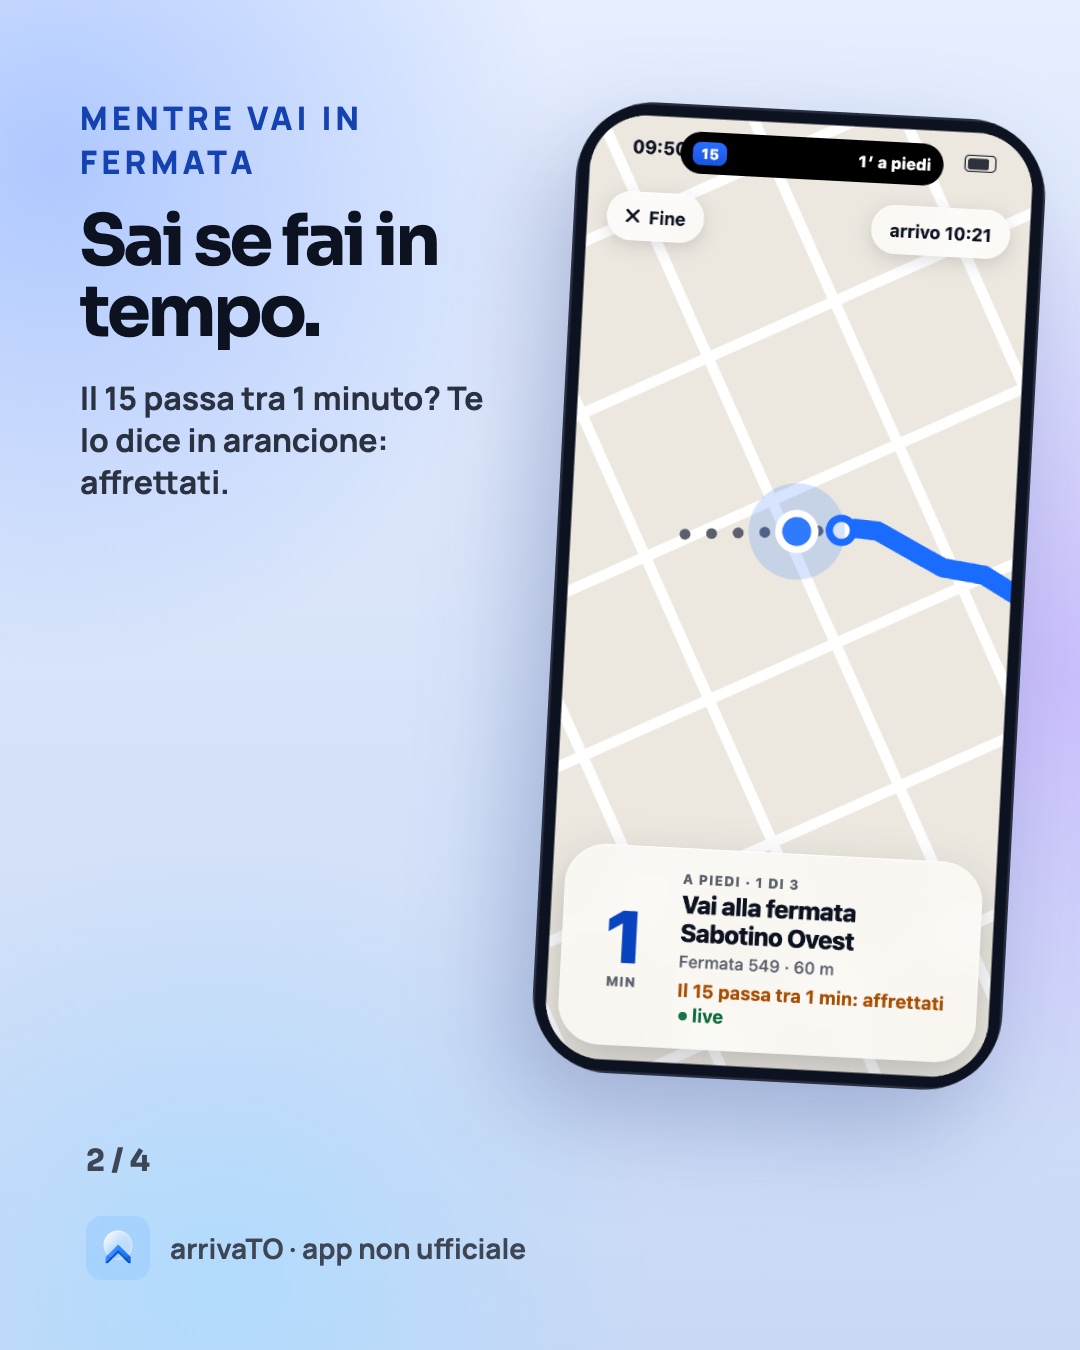 MENTRE VAI IN
FERMATA
Sai se fai in
tempo.
Il 15 passa tra 1 minuto? Te
lo dice in arancione:
affrettati.
09:50
15
1’ a piedi
✕ Fine
arrivo 10:21
A PIEDI · 1 DI 3
Vai alla fermata
Sabotino Ovest
Fermata 549 · 60 m
Il 15 passa tra 1 min: affrettati
• live
1
MIN
2 / 4
arrivaTO · app non ufficiale